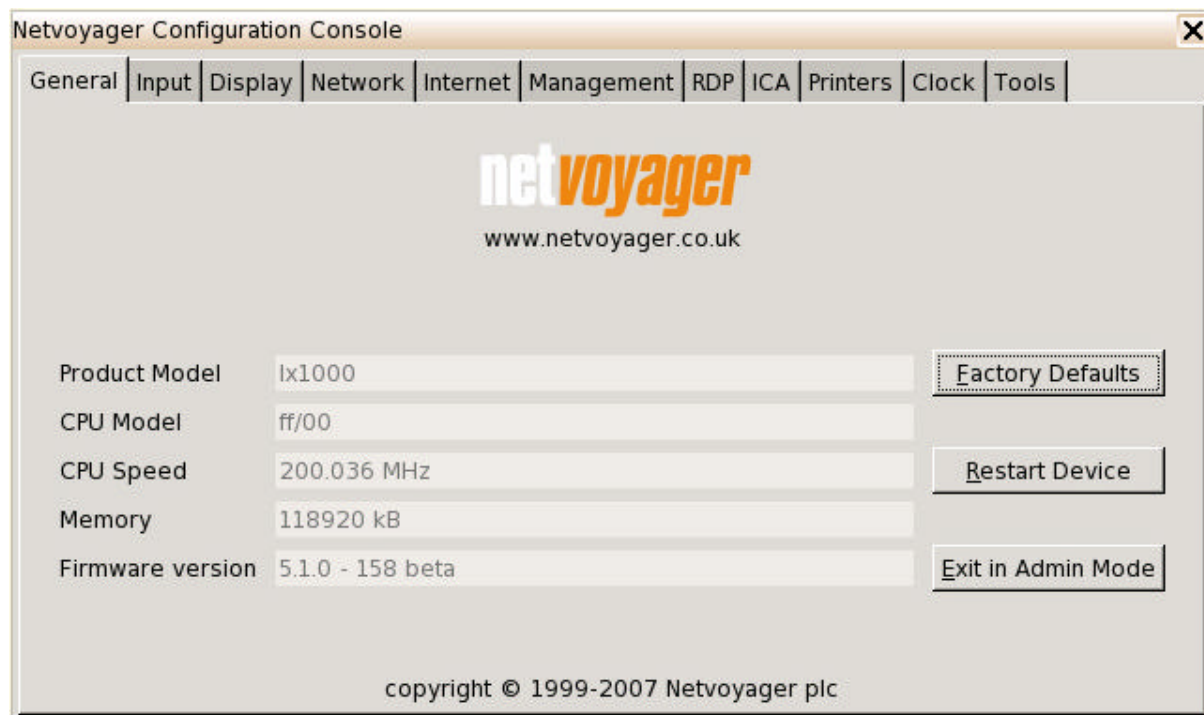 Netvoyager Configuration Console
General Input Display Network Internet Management RDP ICA Printers Clock Tools
netvoyager
www.netvoyager.co.uk
Product Model lx1000 Factory Defaults
CPU Model ff/00
CPU Speed 200.036 MHz Restart Device
Memory 118920 kB
Firmware version 5.1.0 - 158 beta Exit in Admin Mode
copyright © 1999-2007 Netvoyager plc